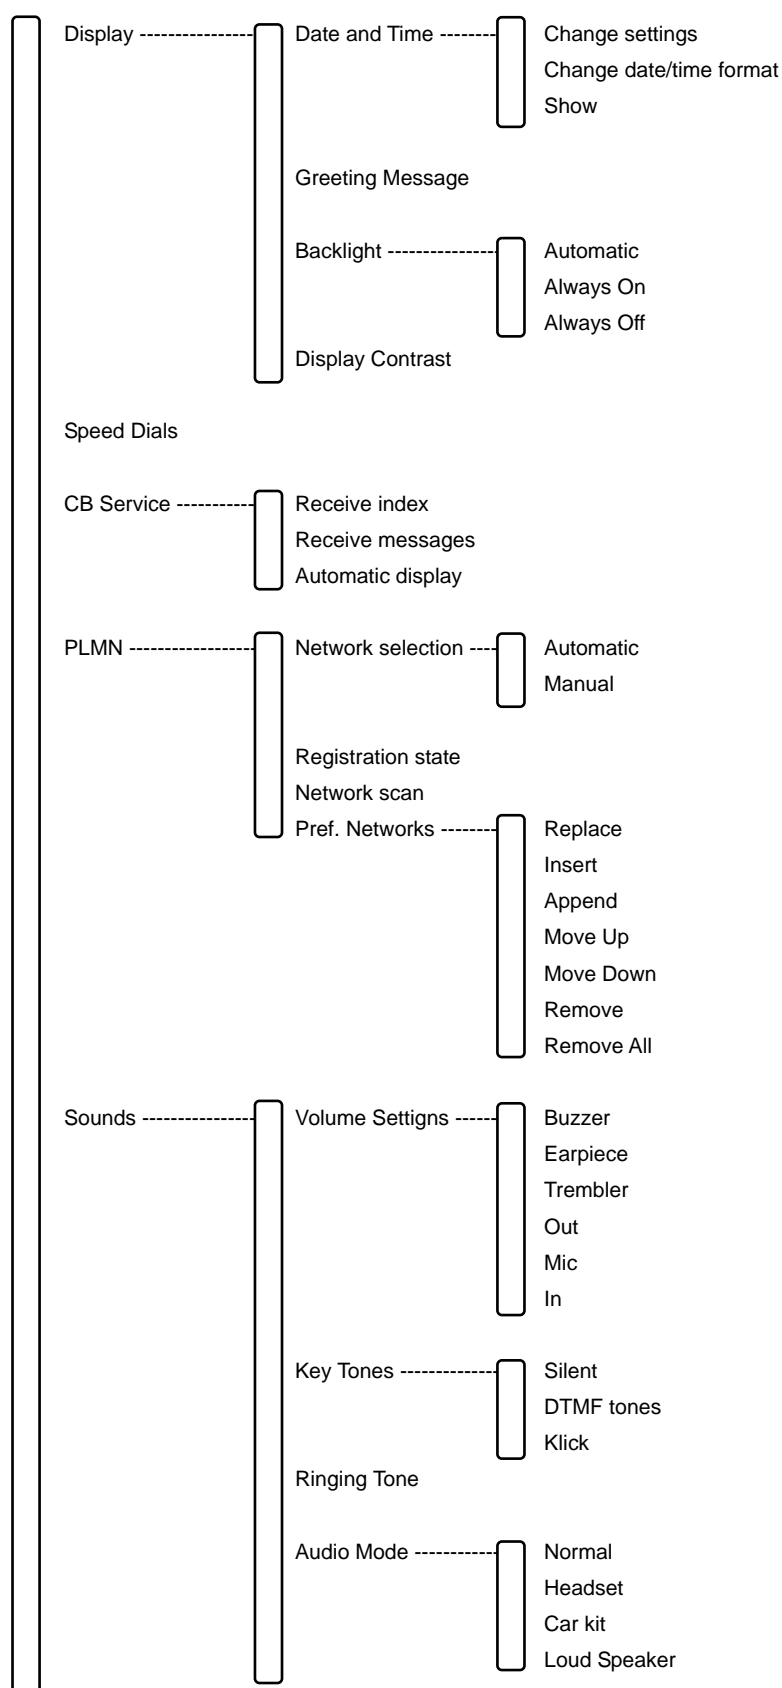 Display Date and Time Change settings
Change date/time format
Show
Greeting Message
Backlight Automatic
Always On
Always Off
Display Contrast
Speed Dials
CB Service Receive index
Receive messages
Automatic display
PLMN Network selection Automatic
Manual
Registration state
Network scan
Pref. Networks Replace
Insert
Append
Move Up
Move Down
Remove
Remove All
Sounds Volume Settigns Buzzer
Earpiece
Trembler
Out
Mic
In
Key Tones Silent
DTMF tones
Klick
Ringing Tone
Audio Mode Normal
Headset
Car kit
Loud Speaker